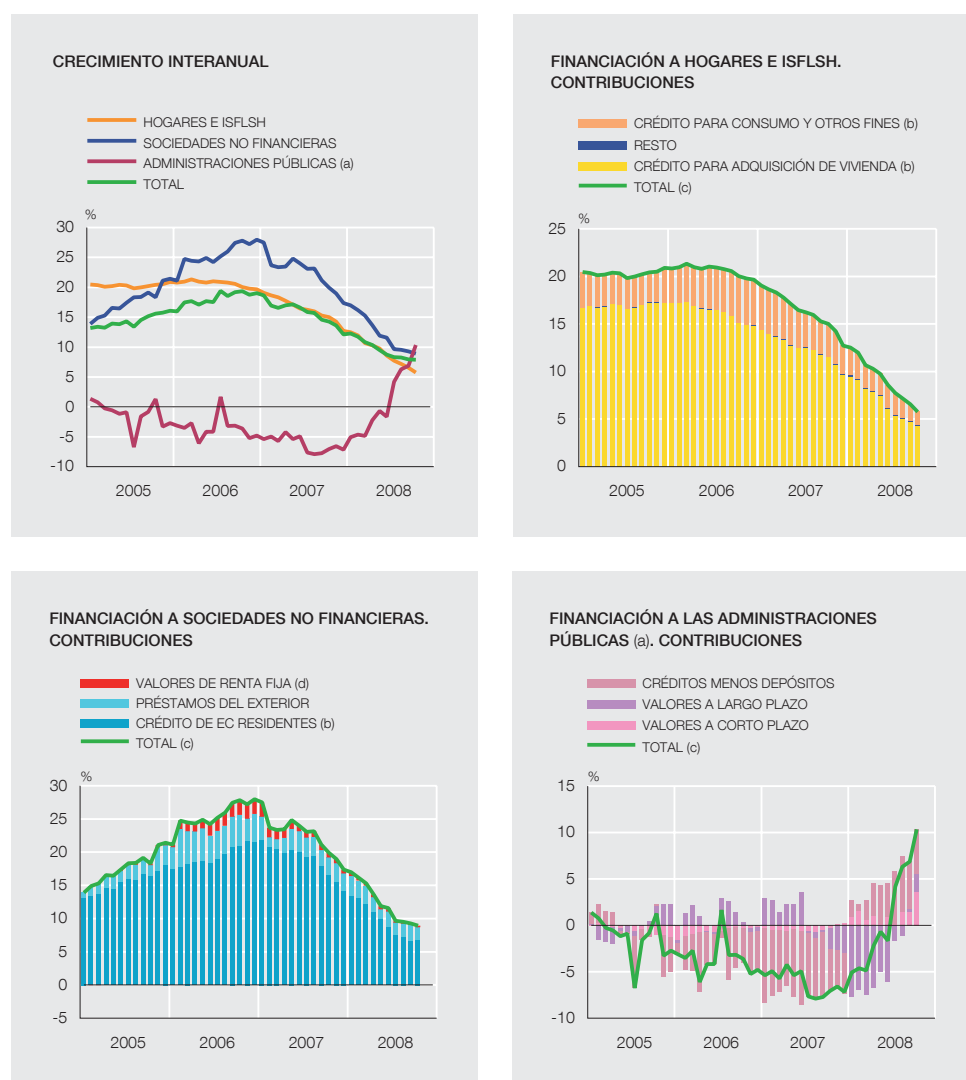 CRECIMIENTO INTERANUAL
HOGARES E ISFLSH
SOCIEDADES NO FINANCIERAS
ADMINISTRACIONES PÚBLICAS (a)
TOTAL
%
30
25
20
15
10
5
0
-5
-10
2005 2006 2007 2008
FINANCIACIÓN A HOGARES E ISFLSH.
CONTRIBUCIONES
CRÉDITO PARA CONSUMO Y OTROS FINES (b)
RESTO
CRÉDITO PARA ADQUISICIÓN DE VIVIENDA (b)
TOTAL (c)
%
25
20
15
10
5
0
2005 2006 2007 2008
FINANCIACIÓN A SOCIEDADES NO FINANCIERAS.
CONTRIBUCIONES
VALORES DE RENTA FIJA (d)
PRÉSTAMOS DEL EXTERIOR
CRÉDITO DE EC RESIDENTES (b)
TOTAL (c)
%
30
25
20
15
10
5
0
-5
2005 2006 2007 2008
FINANCIACIÓN A LAS ADMINISTRACIONES
PÚBLICAS (a). CONTRIBUCIONES
CRÉDITOS MENOS DEPÓSITOS
VALORES A LARGO PLAZO
VALORES A CORTO PLAZO
TOTAL (c)
%
15
10
5
0
-5
-10
2005 2006 2007 2008